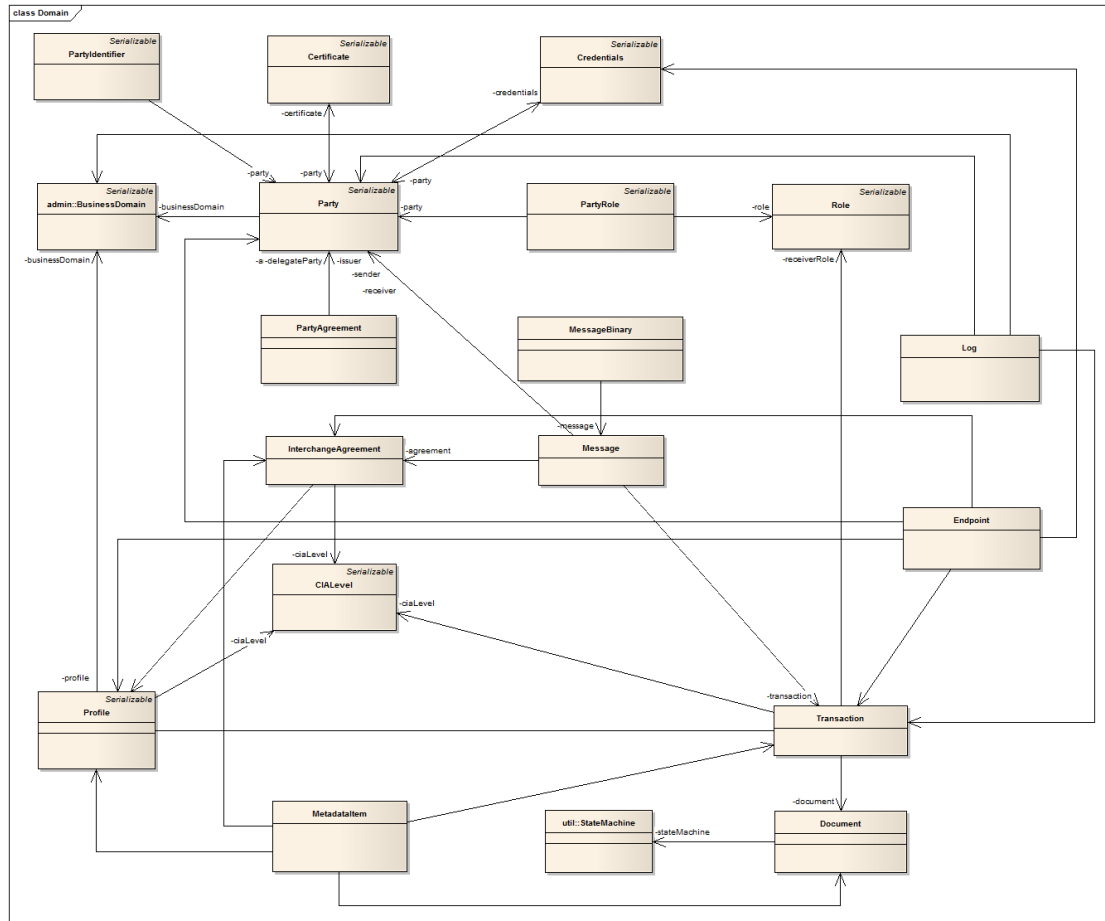 class Domain
Serializable
PartyIdentifier
Serializable
Certificate
Serializable
Credentials
-credentials
-certificate
-party
-party
-party
Serializable
admin::BusinessDomain
-businessDomain
Serializable
Party
-party
Serializable
PartyRole
-role
Serializable
Role
-businessDomain
-a
-delegateParty
-issuer
-sender
-receiver
-receiverRole
PartyAgreement
MessageBinary
Log
-message
InterchangeAgreement
-agreement
Message
Endpoint
-ciaLevel
Serializable
CIALevel
-ciaLevel
-ciaLevel
-profile
Serializable
Profile
-transaction
Transaction
-document
MetadataItem
util::StateMachine
-stateMachine
Document